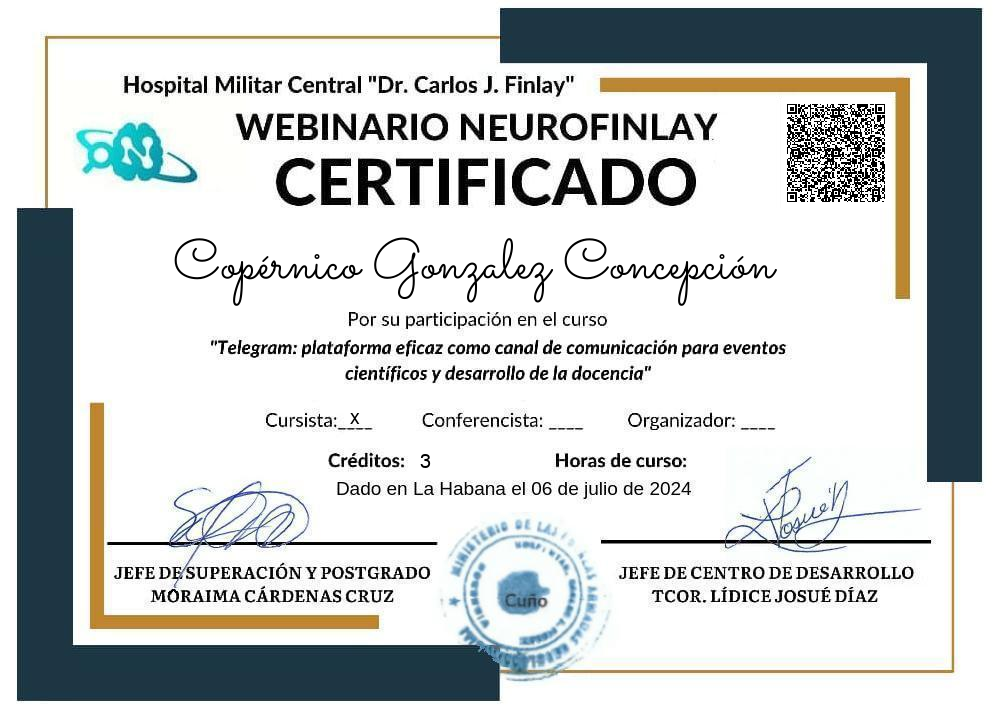 Hospital Militar Central "Dr. Carlos J. Finlay"
WEBINARIO NEUROFINLAY
CERTIFICADO
Copérnico Gonzalez Concepción
Por su participación en el curso
"Telegram: plataforma eficaz como canal de comunicación para eventos
científicos y desarrollo de la docencia"
Cursista:__X__ Conferencista: ____ Organizador: ____
Créditos: 3 Horas de curso:
Dado en La Habana el 06 de julio de 2024
JEFE DE SUPERACIÓN Y POSTGRADO
MORAIMA CÁRDENAS CRUZ
JEFE DE CENTRO DE DESARROLLO
TCOR. LÍDICE JOSUÉ DÍAZ
MINISTERIO DE LAS
Cuño